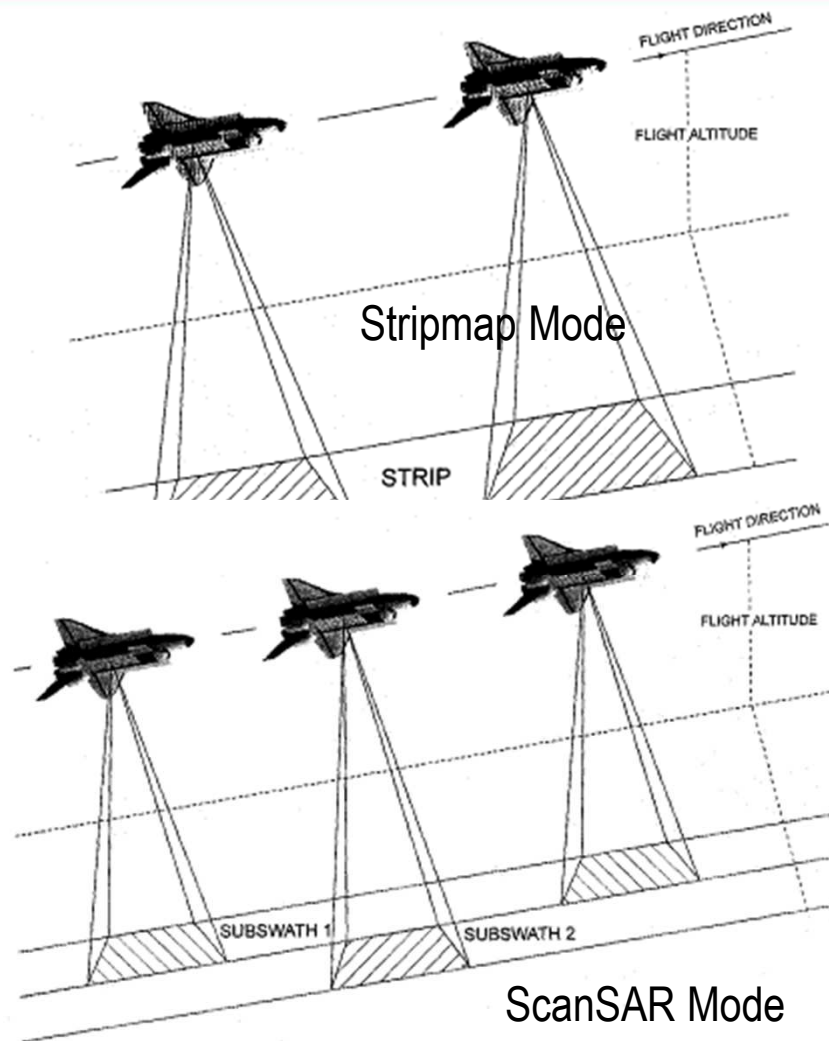 FLIGHT DIRECTION
FLIGHT ALTITUDE
Stripmap Mode
STRIP
FLIGHT DIRECTION
FLIGHT ALTITUDE
SUBSWATH 1
SUBSWATH 2
ScanSAR Mode